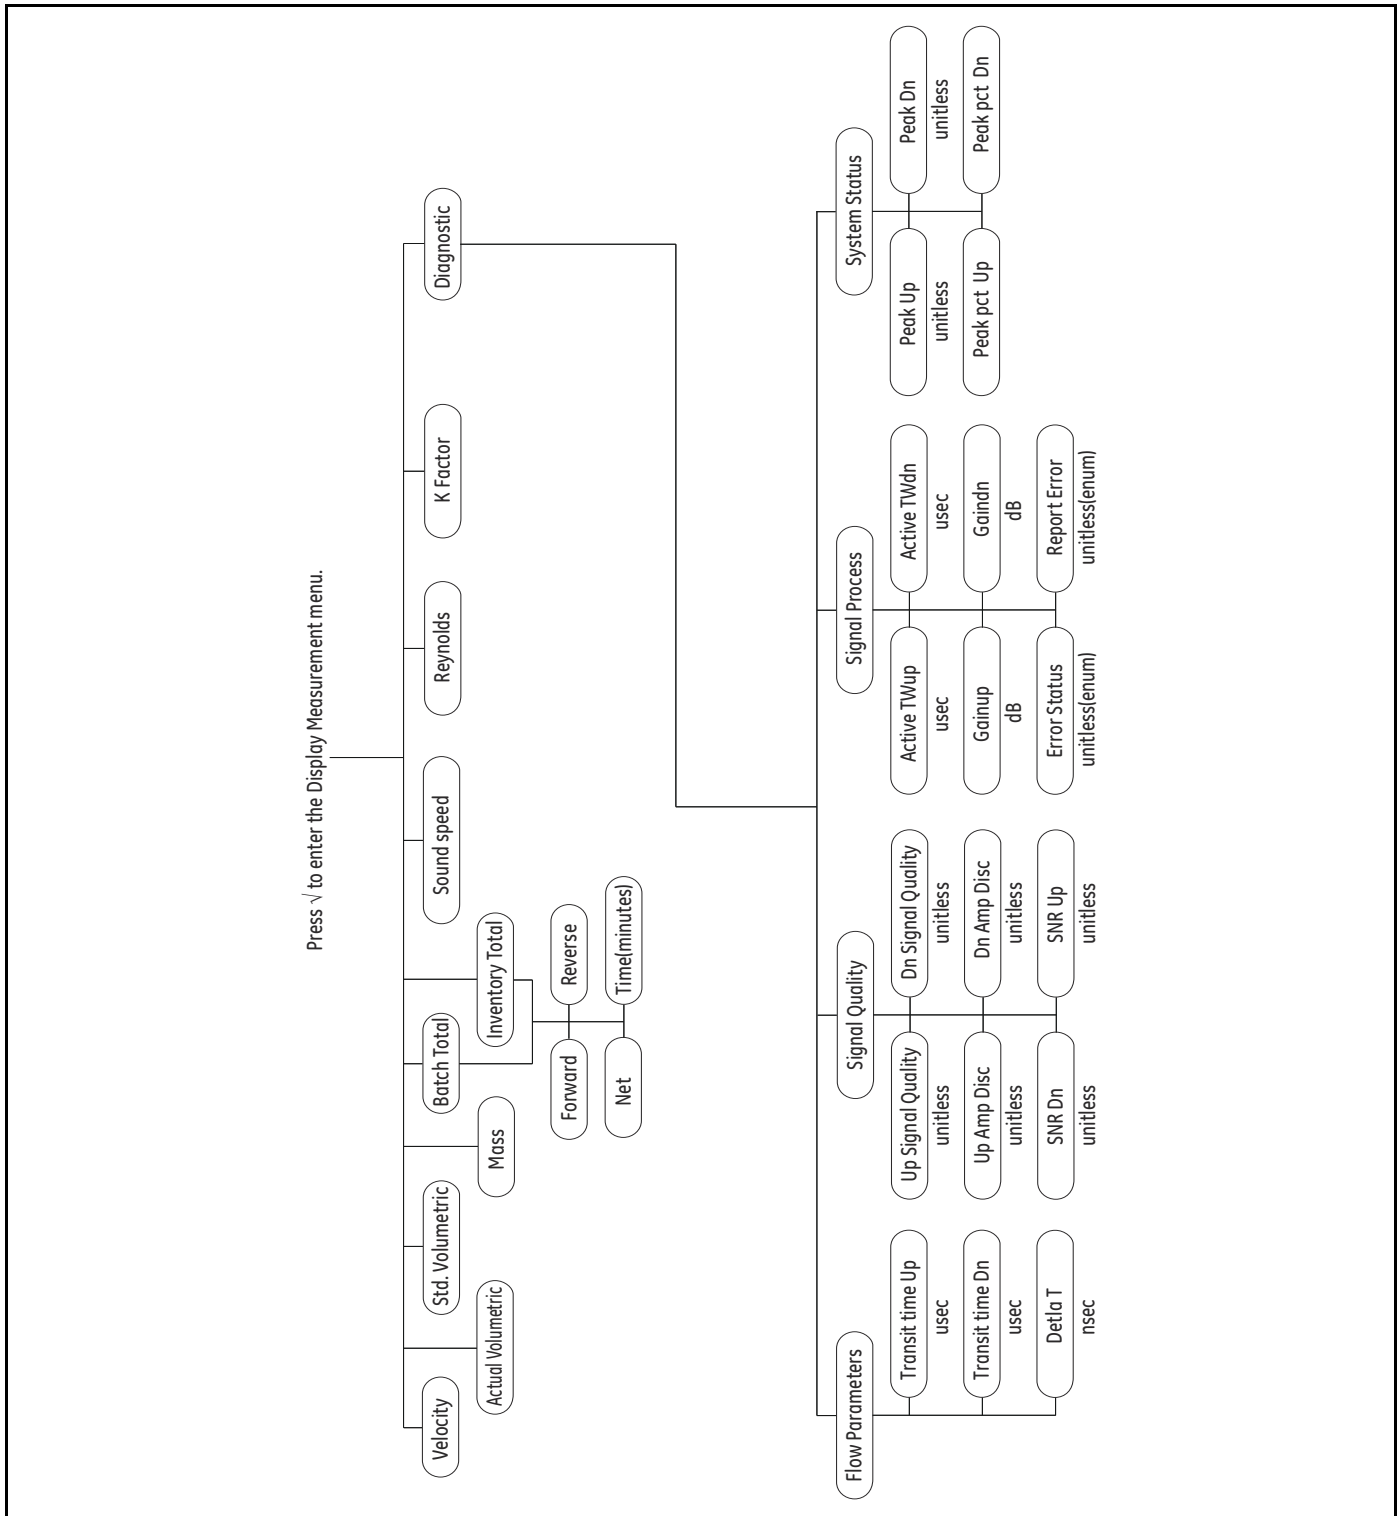 Press √ to enter the Display Measurement menu.
Velocity
Actual Volumetric
Std. Volumetric
Mass
Batch Total
Inventory Total
Forward
Reverse
Net
Time(minutes)
Sound speed
Reynolds
K Factor
Diagnostic
Flow Parameters
Transit time Up
usec
Transit time Dn
usec
Detla T
nsec
Signal Quality
Up Signal Quality
unitless
Dn Signal Quality
unitless
Up Amp Disc
unitless
Dn Amp Disc
unitless
SNR Dn
unitless
SNR Up
unitless
Signal Process
Active TWup
usec
Active TWdn
usec
Gainup
dB
Gaindn
dB
Error Status
unitless(enum)
Report Error
unitless(enum)
System Status
Peak Up
unitless
Peak Dn
unitless
Peak pct Up
Peak pct Dn